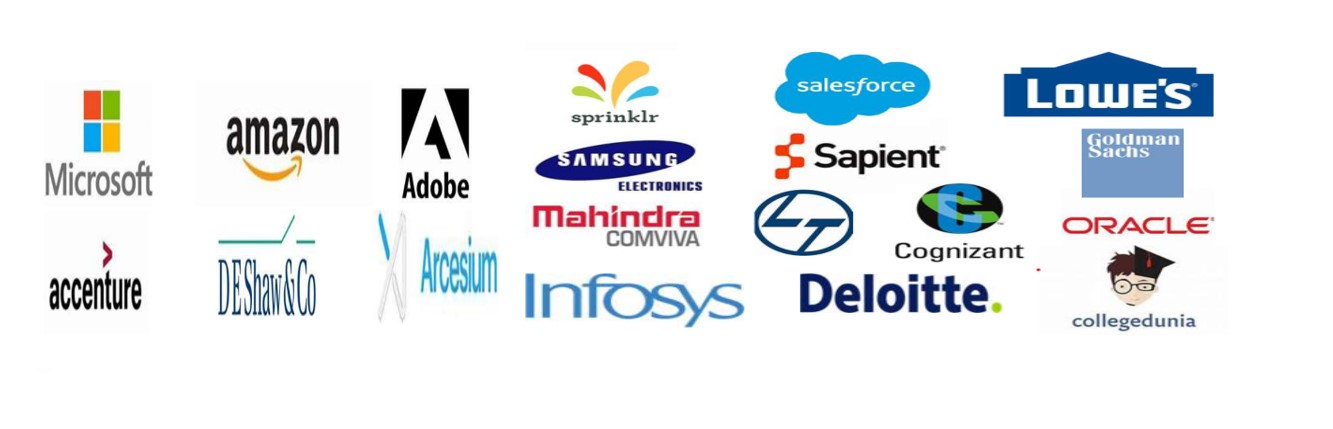 Microsoft
amazon
Adobe
accenture
DEShaw&Co
Arcesium
sprinklr
SAMSUNG
ELECTRONICS
Mahindra
COMVIVA
Infosys
salesforce
Sapient
LT
Cognizant
Deloitte.
LOWE'S
Goldman
Sachs
ORACLE
collegedunia